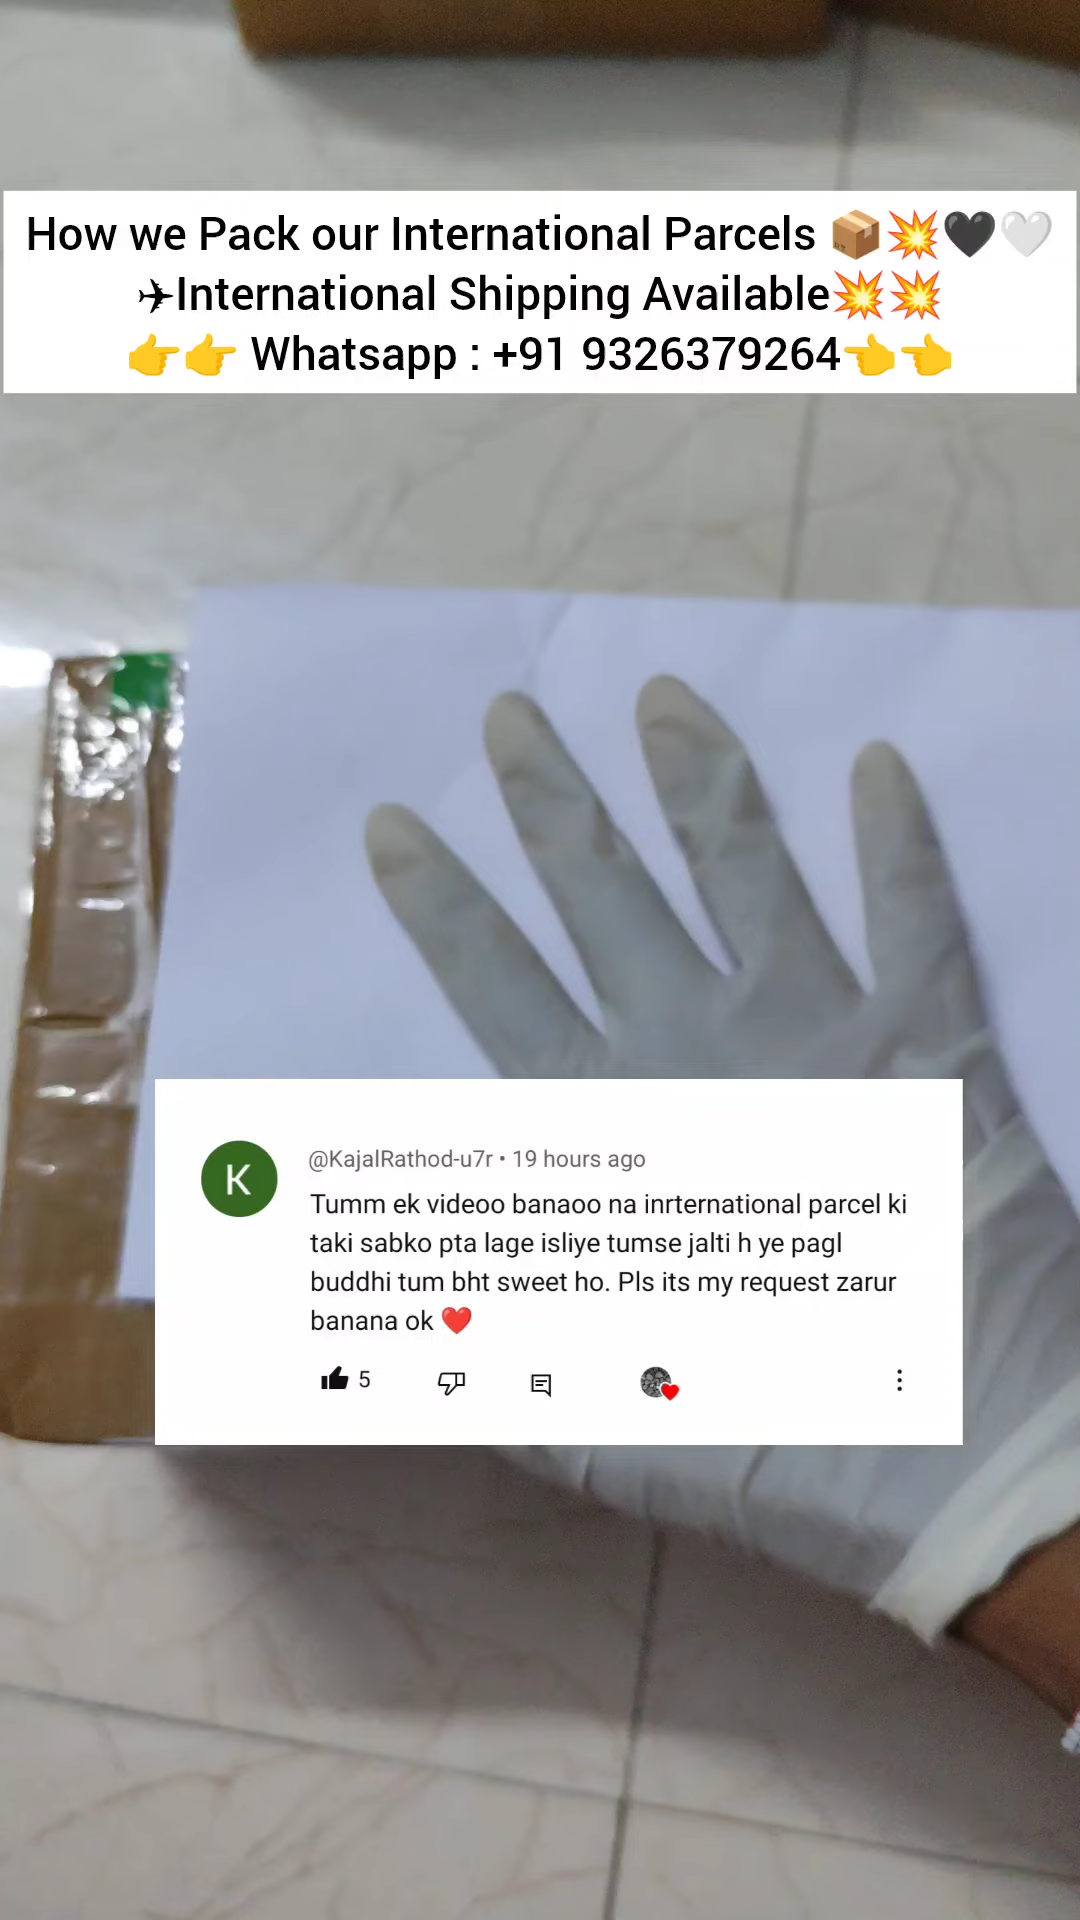 How we Pack our International Parcels 📦💥🖤🤍
✈International Shipping Available💥💥
👉👉 Whatsapp : +91 9326379264👈👈
K
@KajalRathod-u7r • 19 hours ago
Tumm ek videoo banaoo na inrternational parcel ki
taki sabko pta lage isliye tumse jalti h ye pagl
buddhi tum bht sweet ho. Pls its my request zarur
banana ok ❤️
5